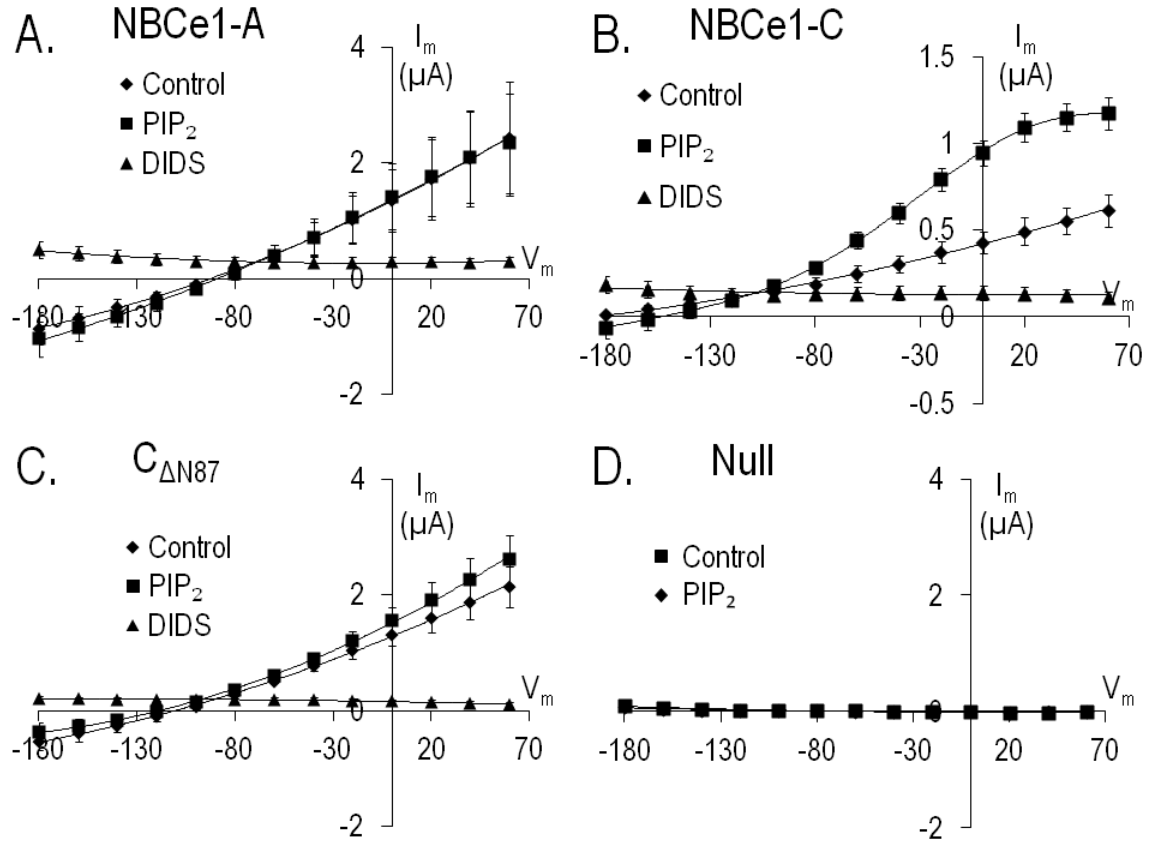 A. NBCe1-A
I_m
(µA)
Control
PIP₂
DIDS
4
2
-2
V_m
-180 -130 -80 -30 20 70
B. NBCe1-C
I_m
(µA)
Control
PIP₂
DIDS
1.5
1
0.5
0
-0.5
V_m
-180 -130 -80 -30 20 70
C. C_ΔN87
I_m
(µA)
Control
PIP₂
DIDS
4
2
0
-2
V_m
-180 -130 -80 -30 20 70
D. Null
I_m
(µA)
Control
PIP₂
4
2
0
-2
V_m
-180 -130 -80 -30 20 70